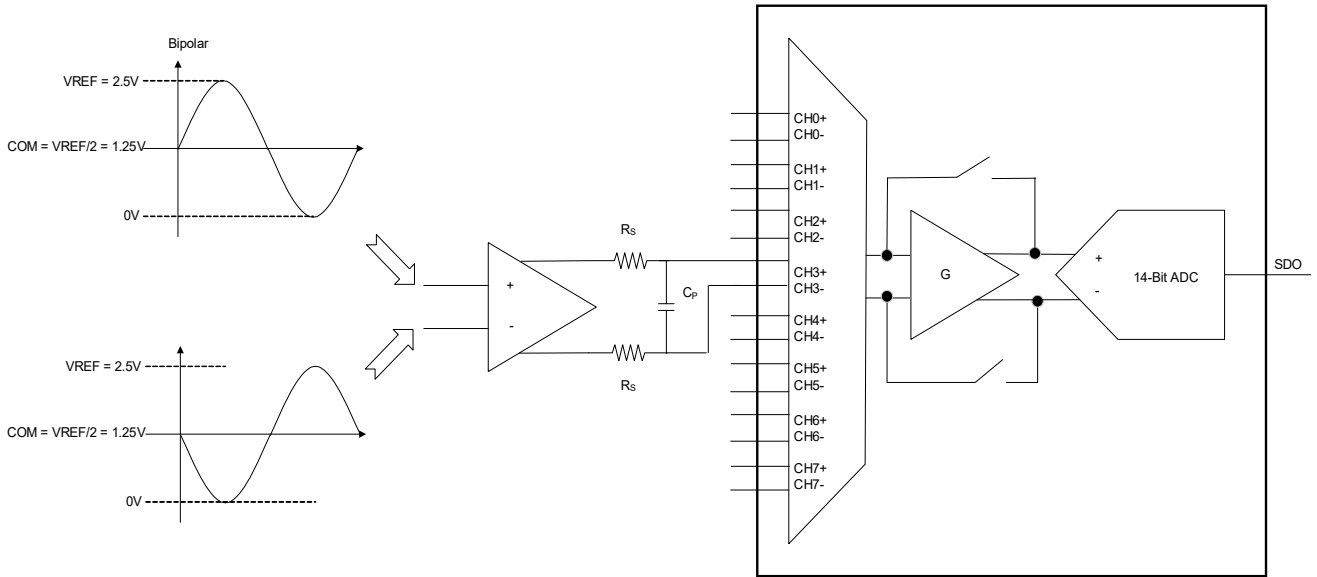 Bipolar
VREF = 2.5V
COM = VREF/2 = 1.25V
0V
VREF = 2.5V
COM = VREF/2 = 1.25V
0V
+
-
RS
CP
RS
CH0+
CH0-
CH1+
CH1-
CH2+
CH2-
CH3+
CH3-
CH4+
CH4-
CH5+
CH5-
CH6+
CH6-
CH7+
CH7-
G
+
-
14-Bit ADC
SDO